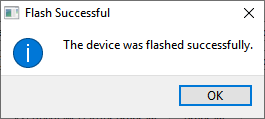 Flash Successful
The device was flashed successfully.
OK